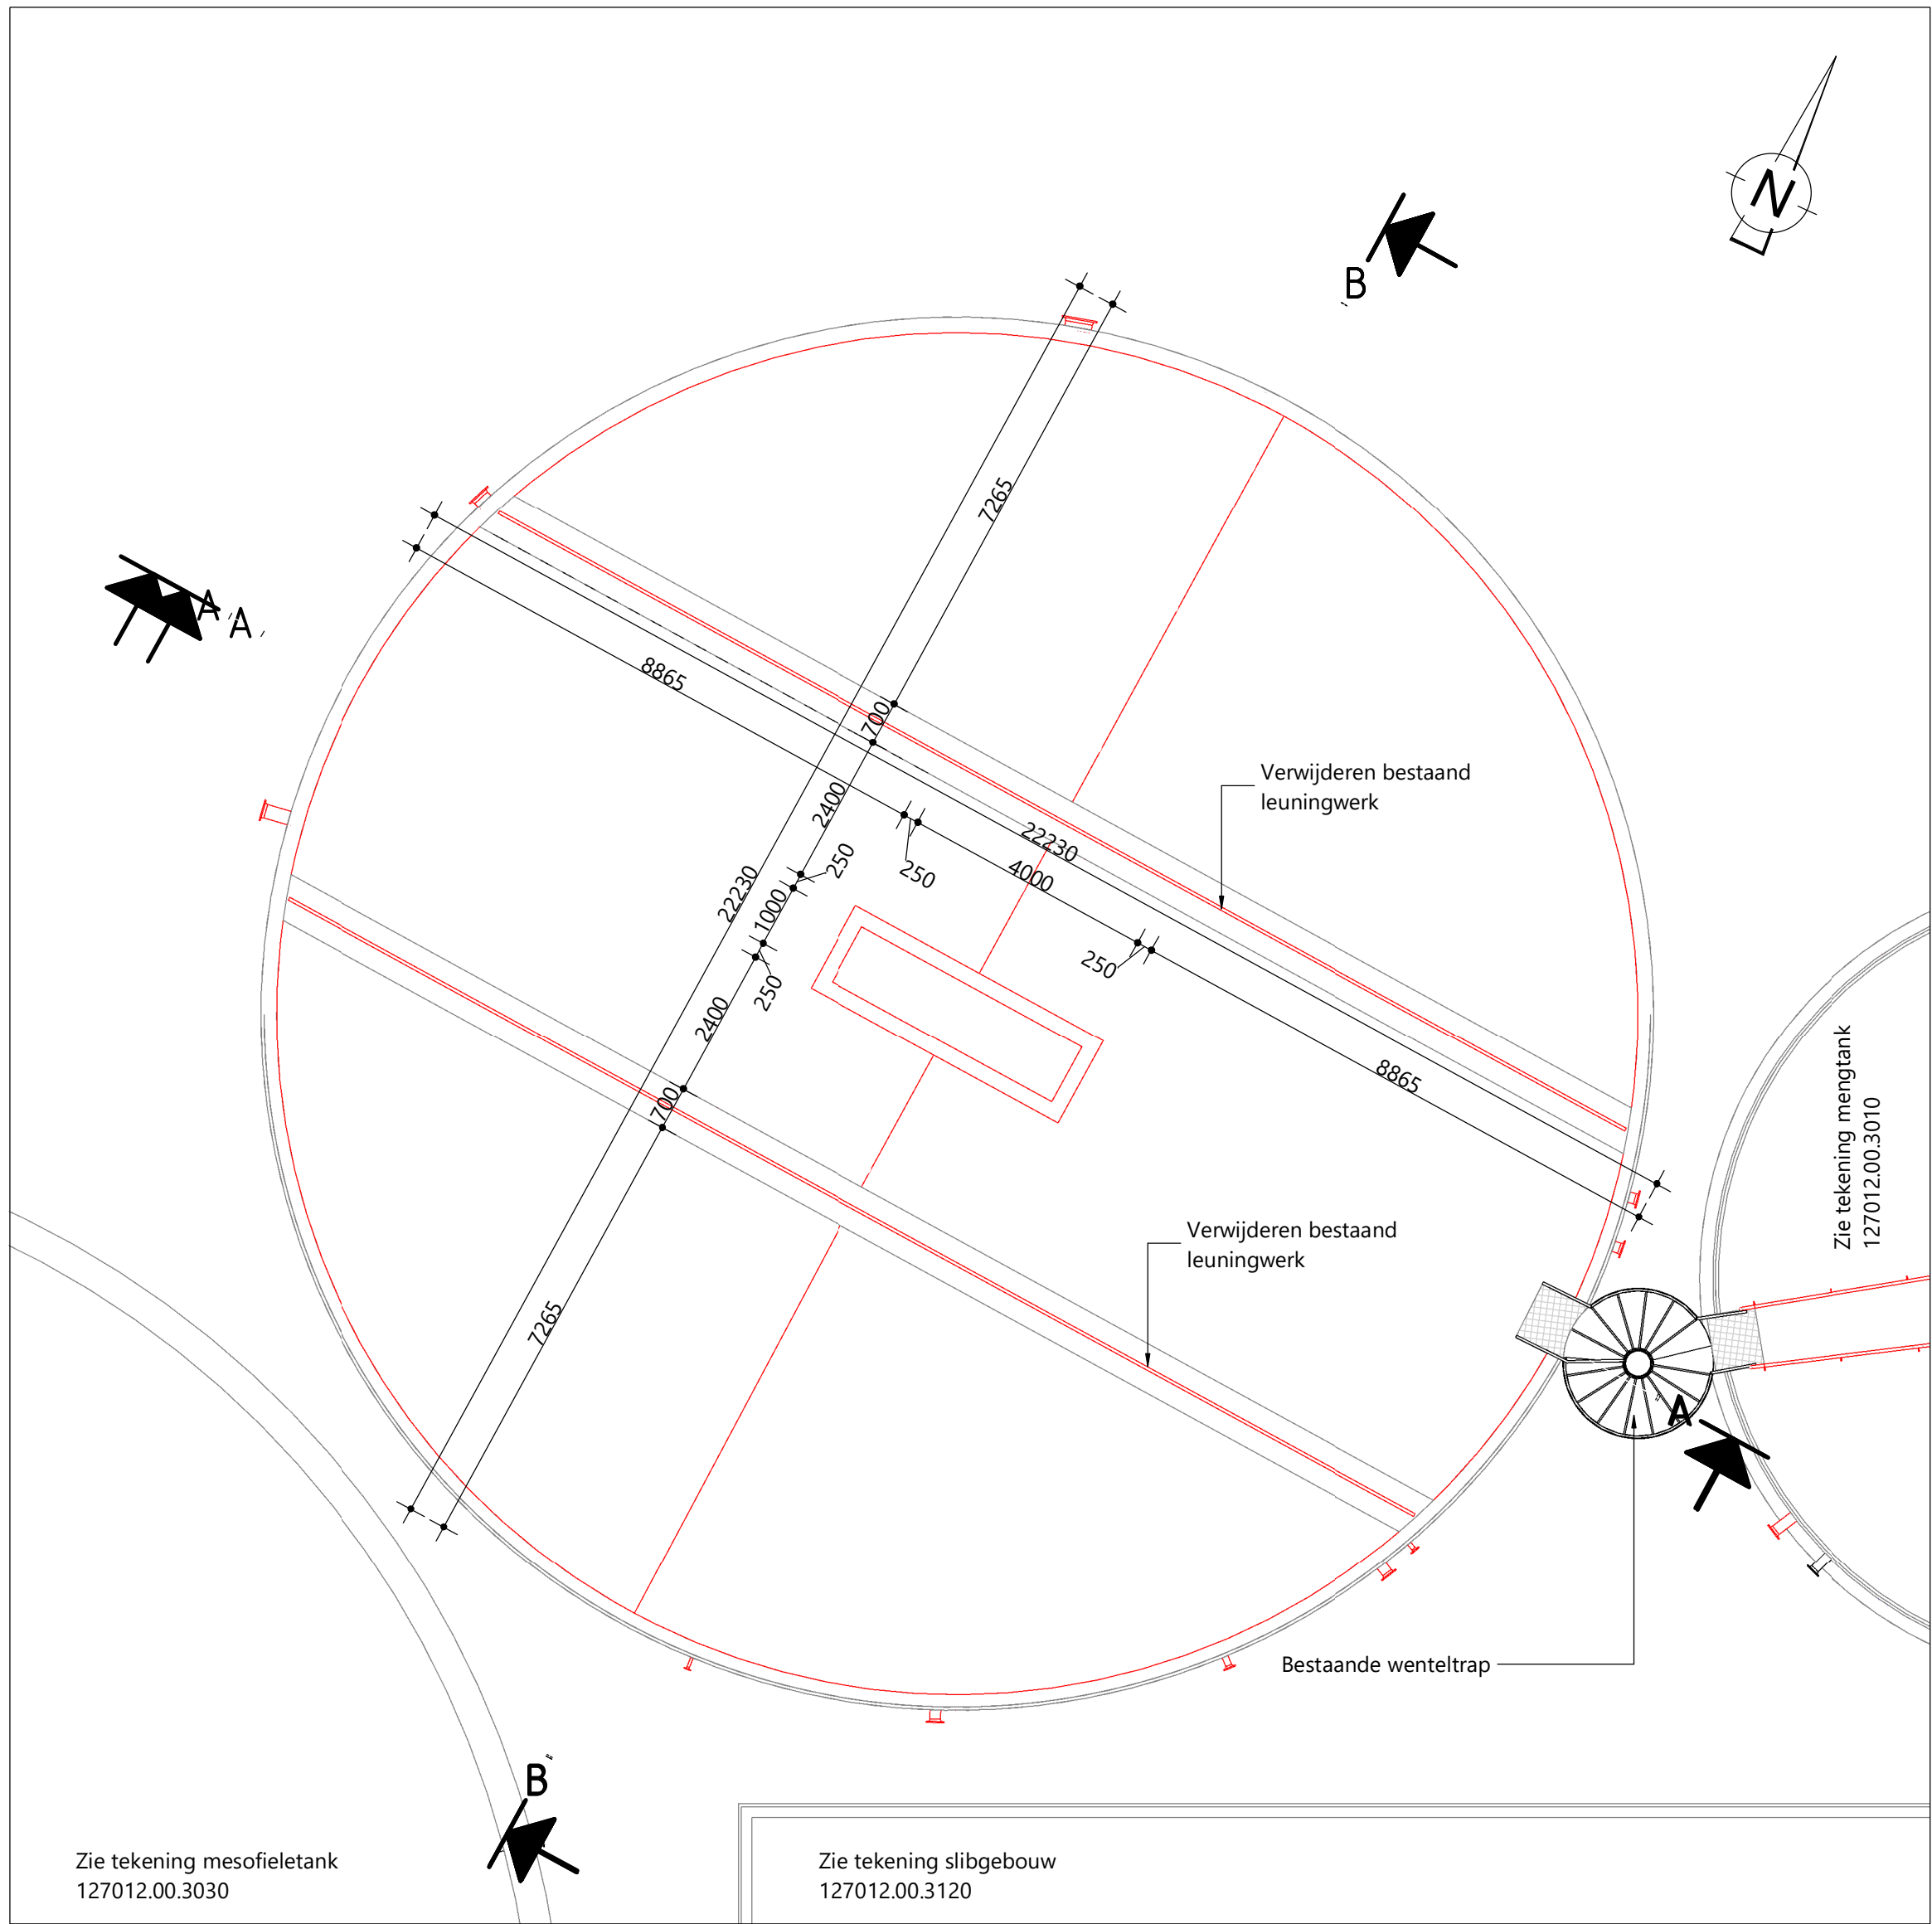 N
B
7265
A
A
8865
700
Verwijderen bestaand
leuningwerk
2400
22230
250
4000
250
22230
1000
250
250
2400
8865
700
Zie tekening mengtank
127012.00.3010
Verwijderen bestaand
leuningwerk
7265
A
Bestaande wenteltrap
B
Zie tekening mesofieletank
127012.00.3030
Zie tekening slibgebouw
127012.00.3120